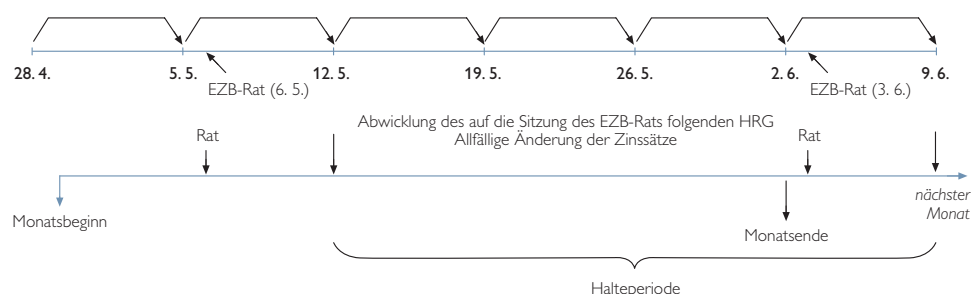 28. 4.
5. 5.
12. 5.
19. 5.
26. 5.
2. 6.
9. 6.
EZB-Rat (6. 5.)
EZB-Rat (3. 6.)
Abwicklung des auf die Sitzung des EZB-Rats folgenden HRG
Allfällige Änderung der Zinssätze
Rat
Rat
Monatsbeginn
nächster
Monat
Monatsende
Halteperiode